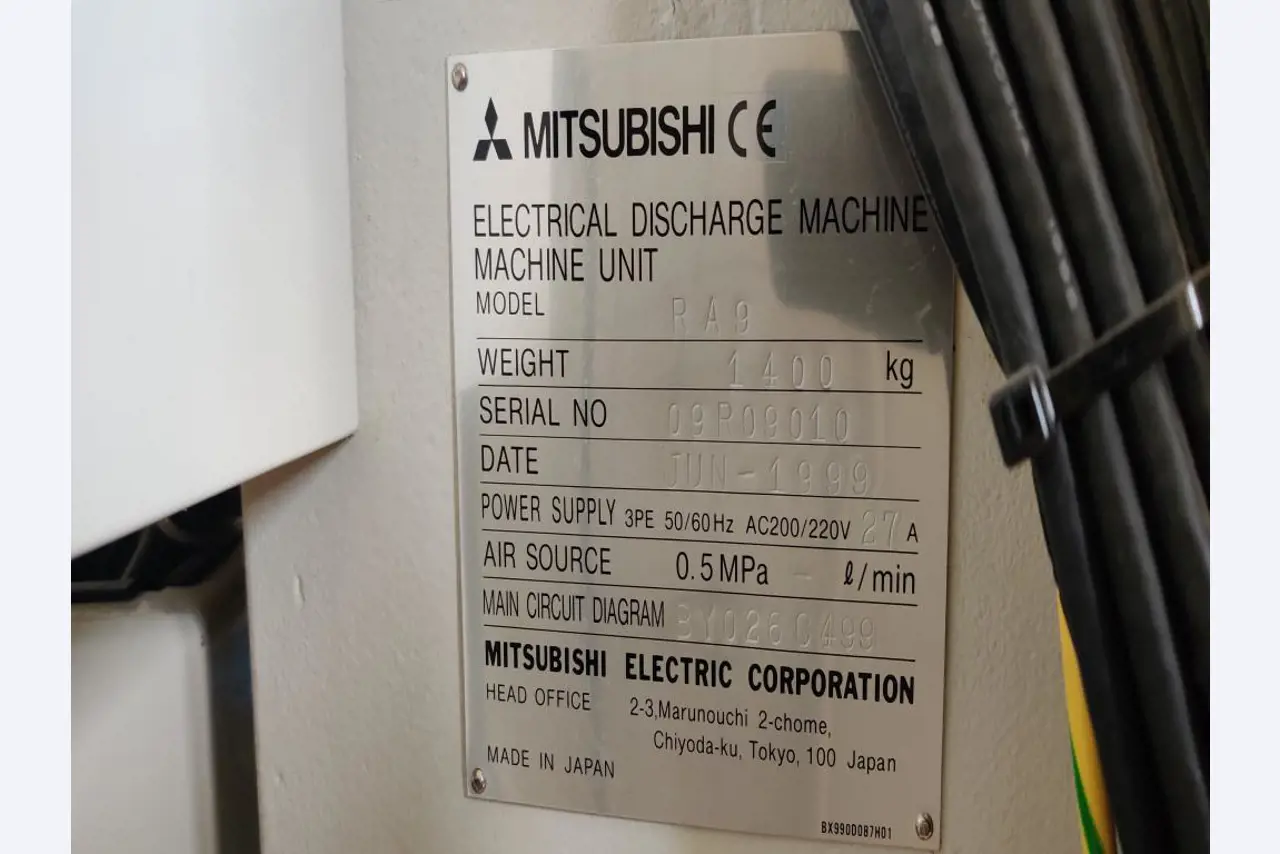 MITSUBISHI CE
ELECTRICAL DISCHARGE MACHINE
MACHINE UNIT
MODEL RA9
WEIGHT 1400 kg
SERIAL NO 09R09010
DATE JUN-1999
POWER SUPPLY 3PE 50/60Hz AC200/220V 27 A
AIR SOURCE 0.5MPa - ℓ/min
MAIN CIRCUIT DIAGRAM BY026C499
MITSUBISHI ELECTRIC CORPORATION
HEAD OFFICE 2-3,Marunouchi 2-chome,
Chiyoda-ku, Tokyo, 100 Japan
MADE IN JAPAN
BX990D087H01